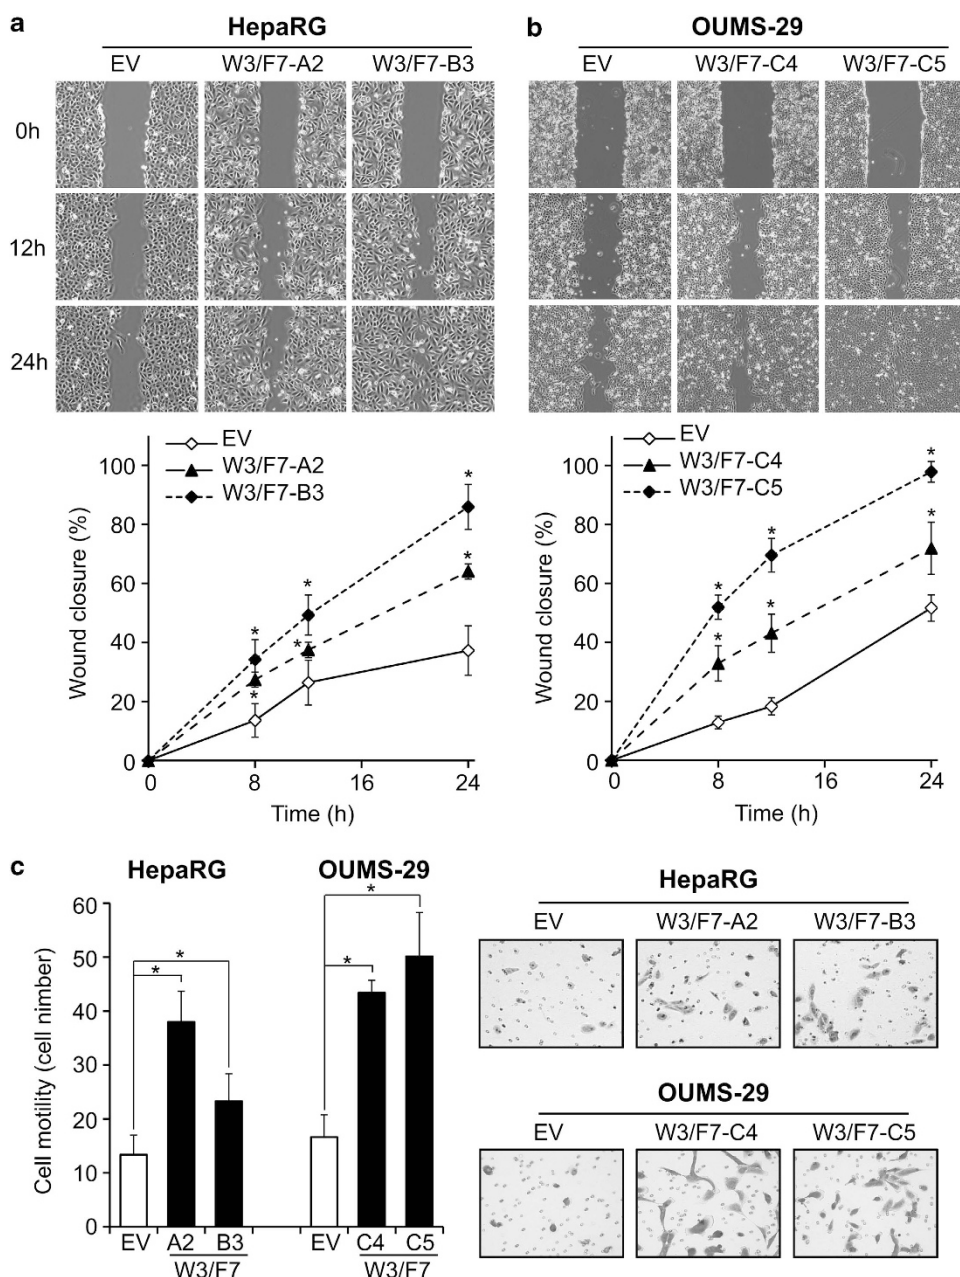 a
HepaRG
EV W3/F7-A2 W3/F7-B3
0h
12h
24h
b
OUMS-29
EV W3/F7-C4 W3/F7-C5
EV
W3/F7-A2
W3/F7-B3
Wound closure (%)
100
80
60
40
20
0
* * * * * *
0 8 16 24
Time (h)
EV
W3/F7-C4
W3/F7-C5
Wound closure (%)
100
80
60
40
20
0
* * * * * *
0 8 16 24
Time (h)
c
HepaRG OUMS-29
Cell motility (cell nimber)
60
50
40
30
20
10
0
* * * *
EV A2 B3 EV C4 C5
W3/F7 W3/F7
HepaRG
EV W3/F7-A2 W3/F7-B3
OUMS-29
EV W3/F7-C4 W3/F7-C5